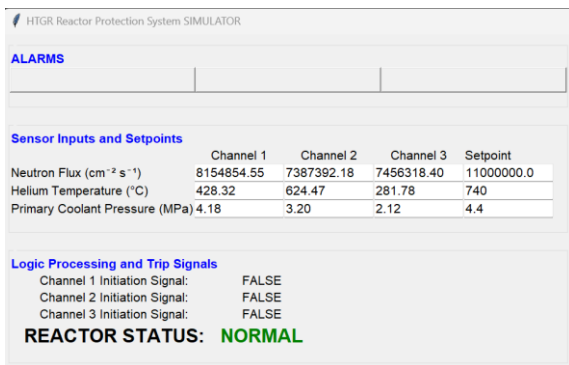 HTGR Reactor Protection System SIMULATOR
ALARMS
Sensor Inputs and Setpoints
Channel 1 Channel 2 Channel 3 Setpoint
Neutron Flux (cm⁻² s⁻¹) 8154854.55 7387392.18 7456318.40 11000000.0
Helium Temperature (°C) 428.32 624.47 281.78 740
Primary Coolant Pressure (MPa) 4.18 3.20 2.12 4.4
Logic Processing and Trip Signals
Channel 1 Initiation Signal: FALSE
Channel 2 Initiation Signal: FALSE
Channel 3 Initiation Signal: FALSE
REACTOR STATUS: NORMAL